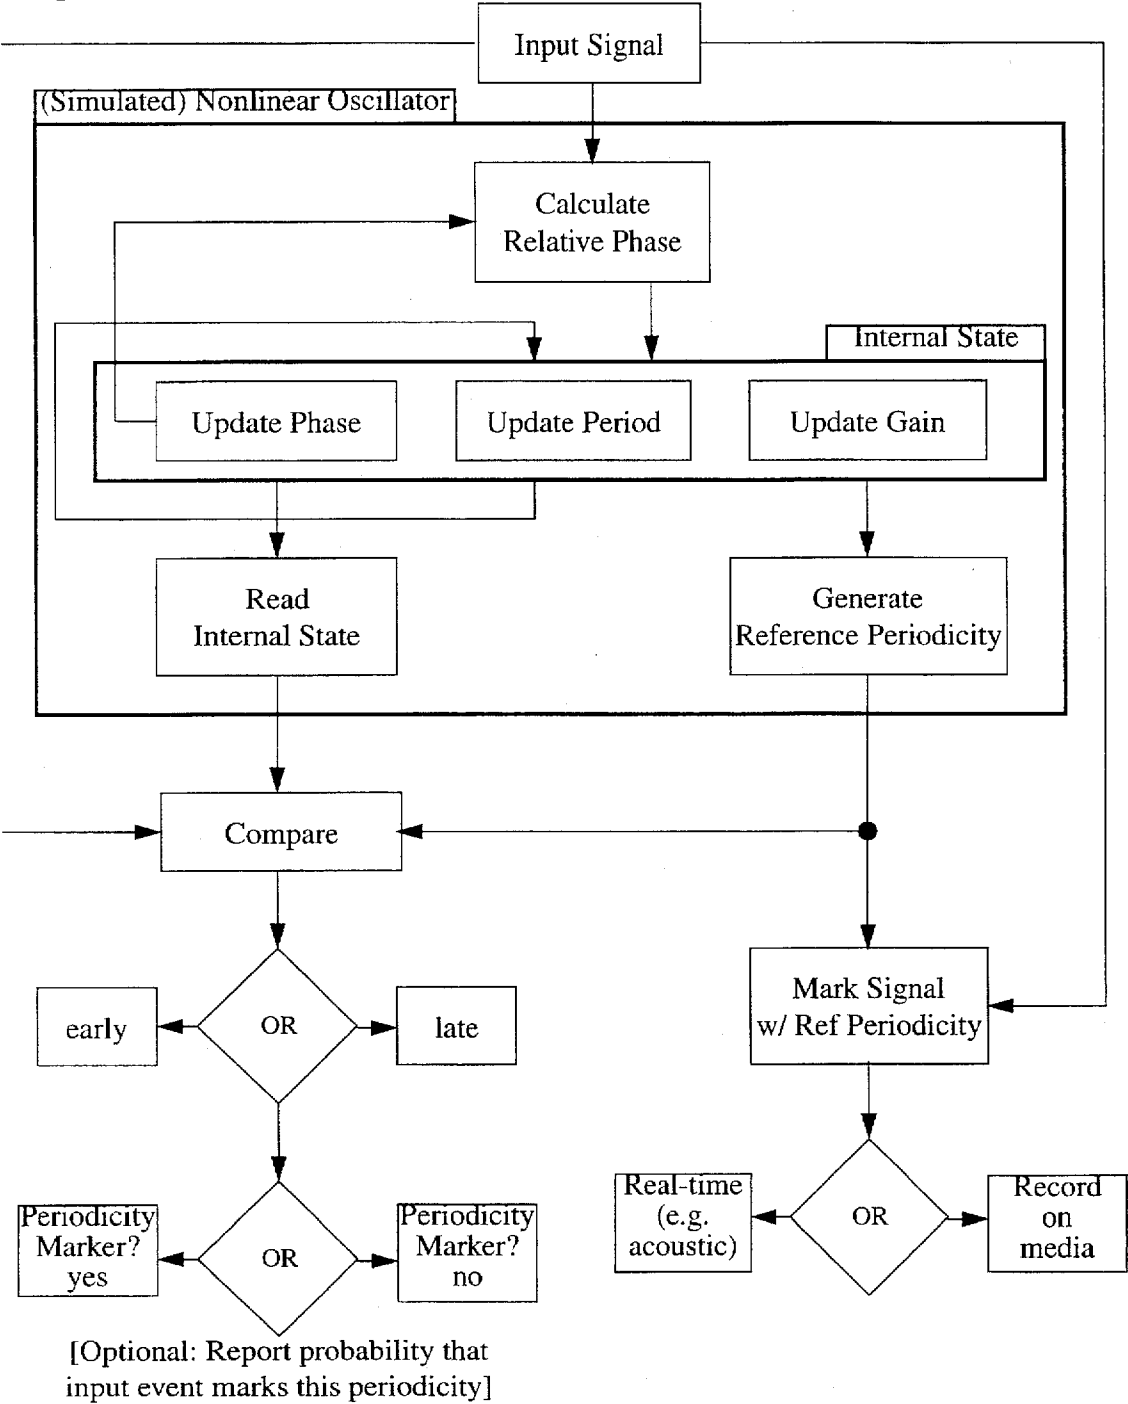 Input Signal
(Simulated) Nonlinear Oscillator
Calculate
Relative Phase
Internal State
Update Phase
Update Period
Update Gain
Read
Internal State
Generate
Reference Periodicity
Compare
early
OR
late
Mark Signal
w/ Ref Periodicity
Periodicity
Marker?
yes
OR
Periodicity
Marker?
no
Real-time
(e.g.
acoustic)
OR
Record
on
media
[Optional: Report probability that
input event marks this periodicity]